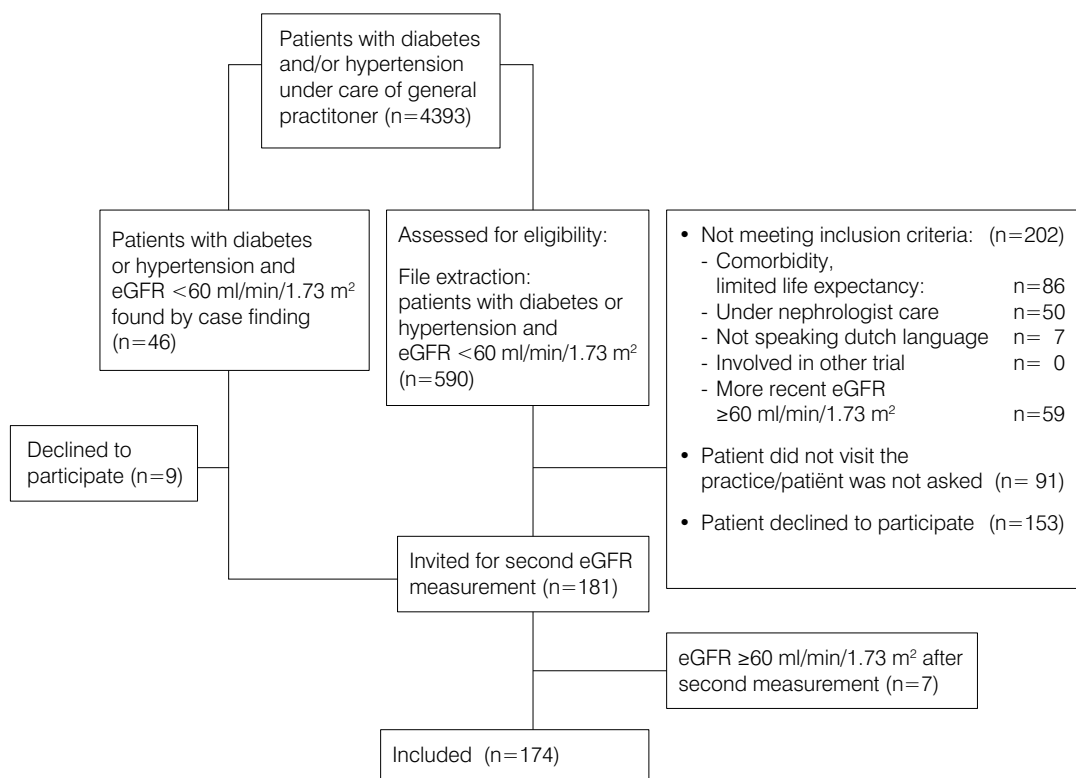 Patients with diabetes
and/or hypertension
under care of general
practitoner (n=4393)
Patients with diabetes
or hypertension and
eGFR <60 ml/min/1.73 m²
found by case finding
(n=46)
Assessed for eligibility:
File extraction:
patients with diabetes or
hypertension and
eGFR <60 ml/min/1.73 m²
(n=590)
• Not meeting inclusion criteria: (n=202)
- Comorbidity,
limited life expectancy: n=86
- Under nephrologist care n=50
- Not speaking dutch language n= 7
- Involved in other trial n= 0
- More recent eGFR
≥60 ml/min/1.73 m² n=59
• Patient did not visit the
practice/patiënt was not asked (n= 91)
• Patient declined to participate (n=153)
Declined to
participate (n=9)
Invited for second eGFR
measurement (n=181)
eGFR ≥60 ml/min/1.73 m² after
second measurement (n=7)
Included (n=174)